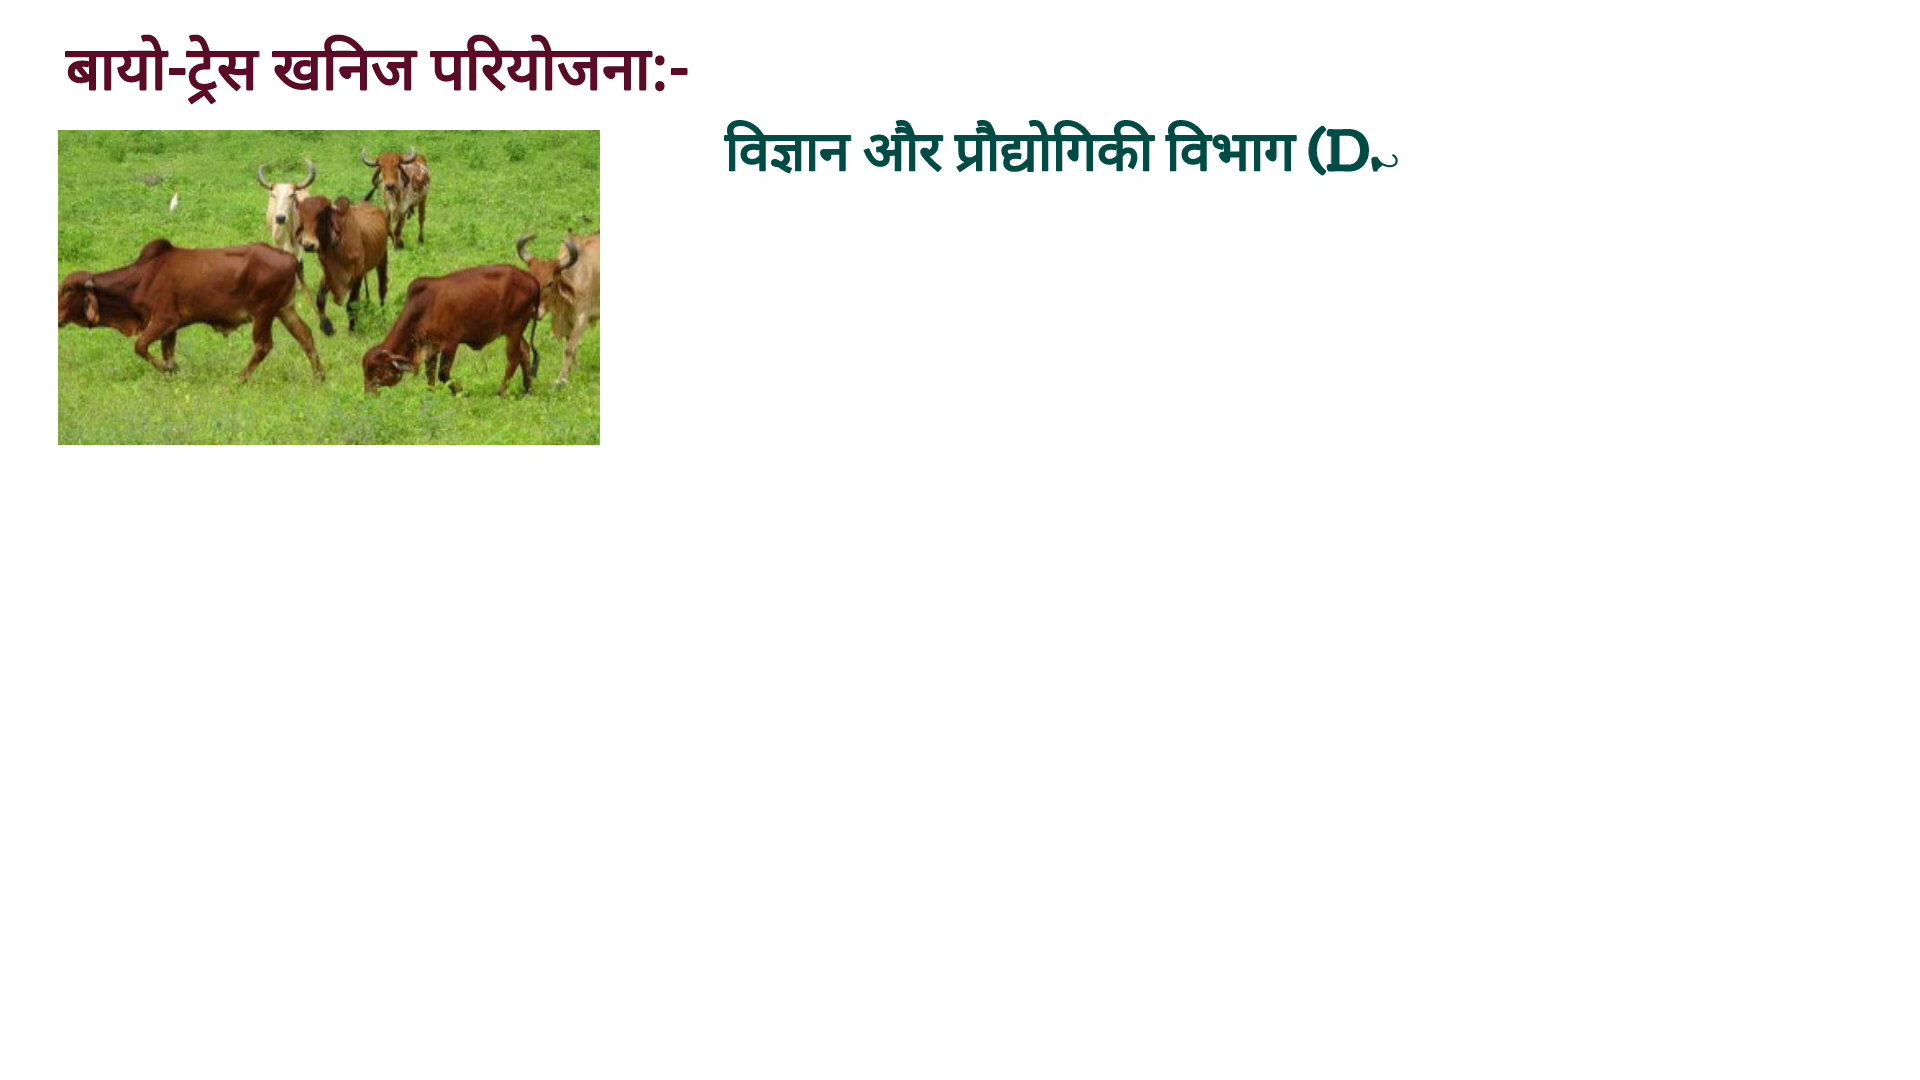 बायो-ट्रेस खनिज परियोजना:-
विज्ञान और प्रौद्योगिकी विभाग (D